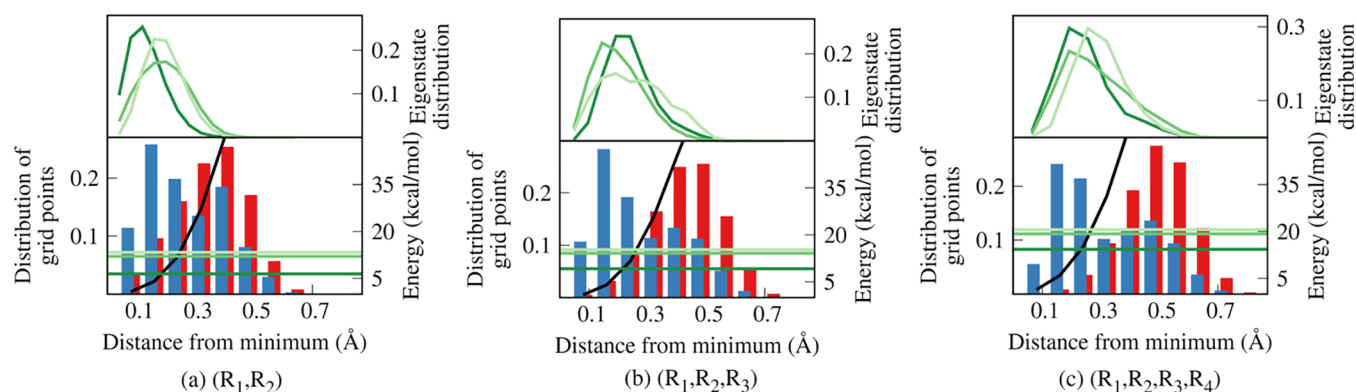 0.2
0.1
Eigenstate
distribution
Distribution of
grid points
0.2
0.1
35
20
5
Energy (kcal/mol)
0.1 0.3 0.7
Distance from minimum (Å)
(a) (R1,R2)
0.2
0.1
Eigenstate
distribution
Distribution of
grid points
0.2
0.1
35
20
5
Energy (kcal/mol)
0.1 0.3 0.5 0.7
Distance from minimum (Å)
(b) (R1,R2,R3)
0.3
0.1
Eigenstate
distribution
Distribution of
grid points
0.2
0.1
35
20
5
Energy (kcal/mol)
0.1 0.3 0.5 0.7
Distance from minimum (Å)
(c) (R1,R2,R3,R4)